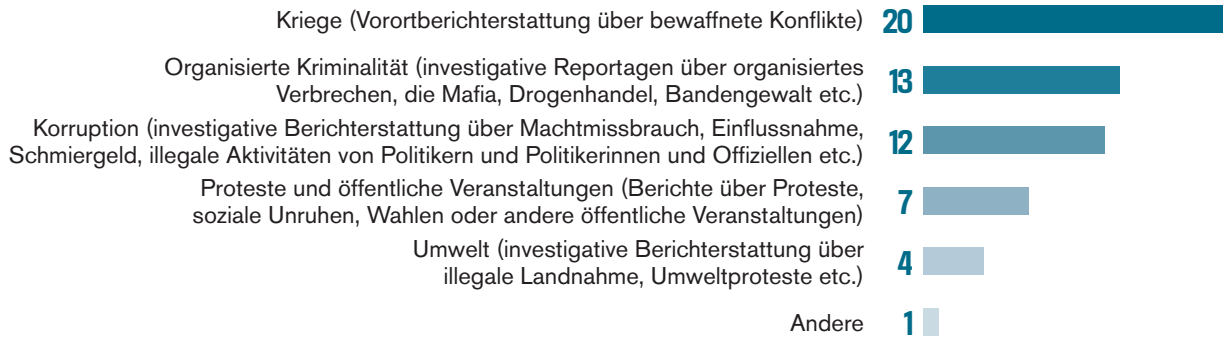 Kriege (Vorortberichterstattung über bewaffnete Konflikte) 20
Organisierte Kriminalität (investigative Reportagen über organisiertes
Verbrechen, die Mafia, Drogenhandel, Bandengewalt etc.) 13
Korruption (investigative Berichterstattung über Machtmissbrauch, Einflussnahme,
Schmiergeld, illegale Aktivitäten von Politikern und Politikerinnen und Offiziellen etc.) 12
Proteste und öffentliche Veranstaltungen (Berichte über Proteste,
soziale Unruhen, Wahlen oder andere öffentliche Veranstaltungen) 7
Umwelt (investigative Berichterstattung über
illegale Landnahme, Umweltproteste etc.) 4
Andere 1